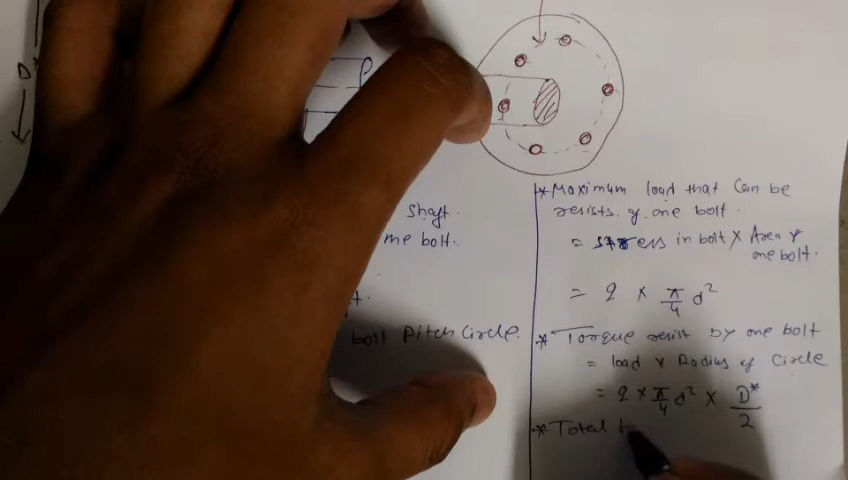 D
shaft.
me bolt.
t.
bolt Pitch Circle.
* Maximum load that Can be
resists of one bolt.
= stress in bolt × Area of
one bolt.
= q × π/4 d²
* Torque resist by one bolt
= load × Radius of Circle
= q × π/4 d² × D*/2
* Total t